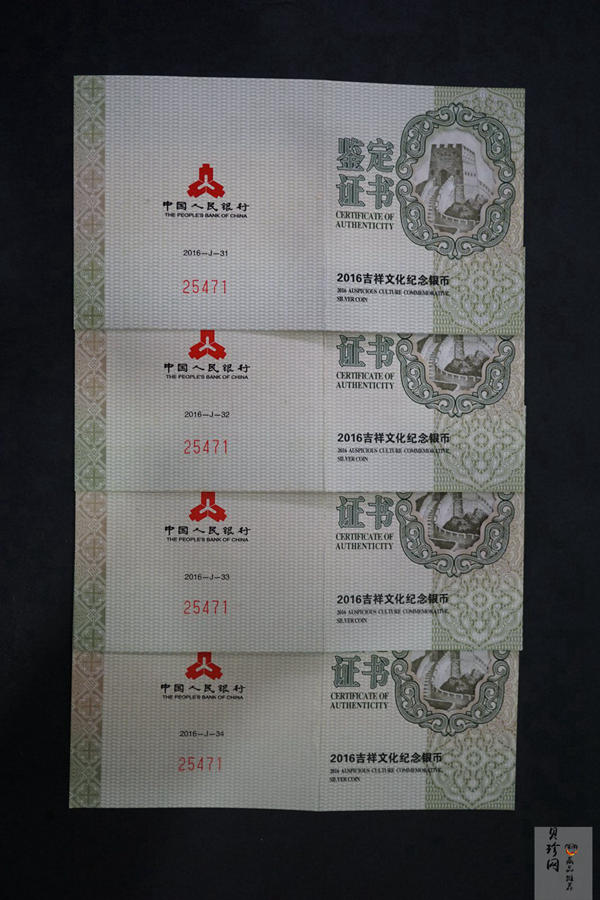 鉴定
证书
CERTIFICATE OF
AUTHENTICITY
中国人民银行
THE PEOPLE'S BANK OF CHINA
2016-J-31
25471
2016吉祥文化纪念银币
2016 AUSPICIOUS CULTURE COMMEMORATIVE
SILVER COIN
证书
CERTIFICATE OF
AUTHENTICITY
中国人民银行
THE PEOPLE'S BANK OF CHINA
2016-J-32
25471
2016吉祥文化纪念银币
2016 AUSPICIOUS CULTURE COMMEMORATIVE
SILVER COIN
证书
CERTIFICATE OF
AUTHENTICITY
中国人民银行
THE PEOPLE'S BANK OF CHINA
2016-J-33
25471
2016吉祥文化纪念银币
2016 AUSPICIOUS CULTURE COMMEMORATIVE
SILVER COIN
证书
CERTIFICATE OF
AUTHENTICITY
中国人民银行
THE PEOPLE'S BANK OF CHINA
2016-J-34
25471
2016吉祥文化纪念银币
2016 AUSPICIOUS CULTURE COMMEMORATIVE
SILVER COIN
贝珍网